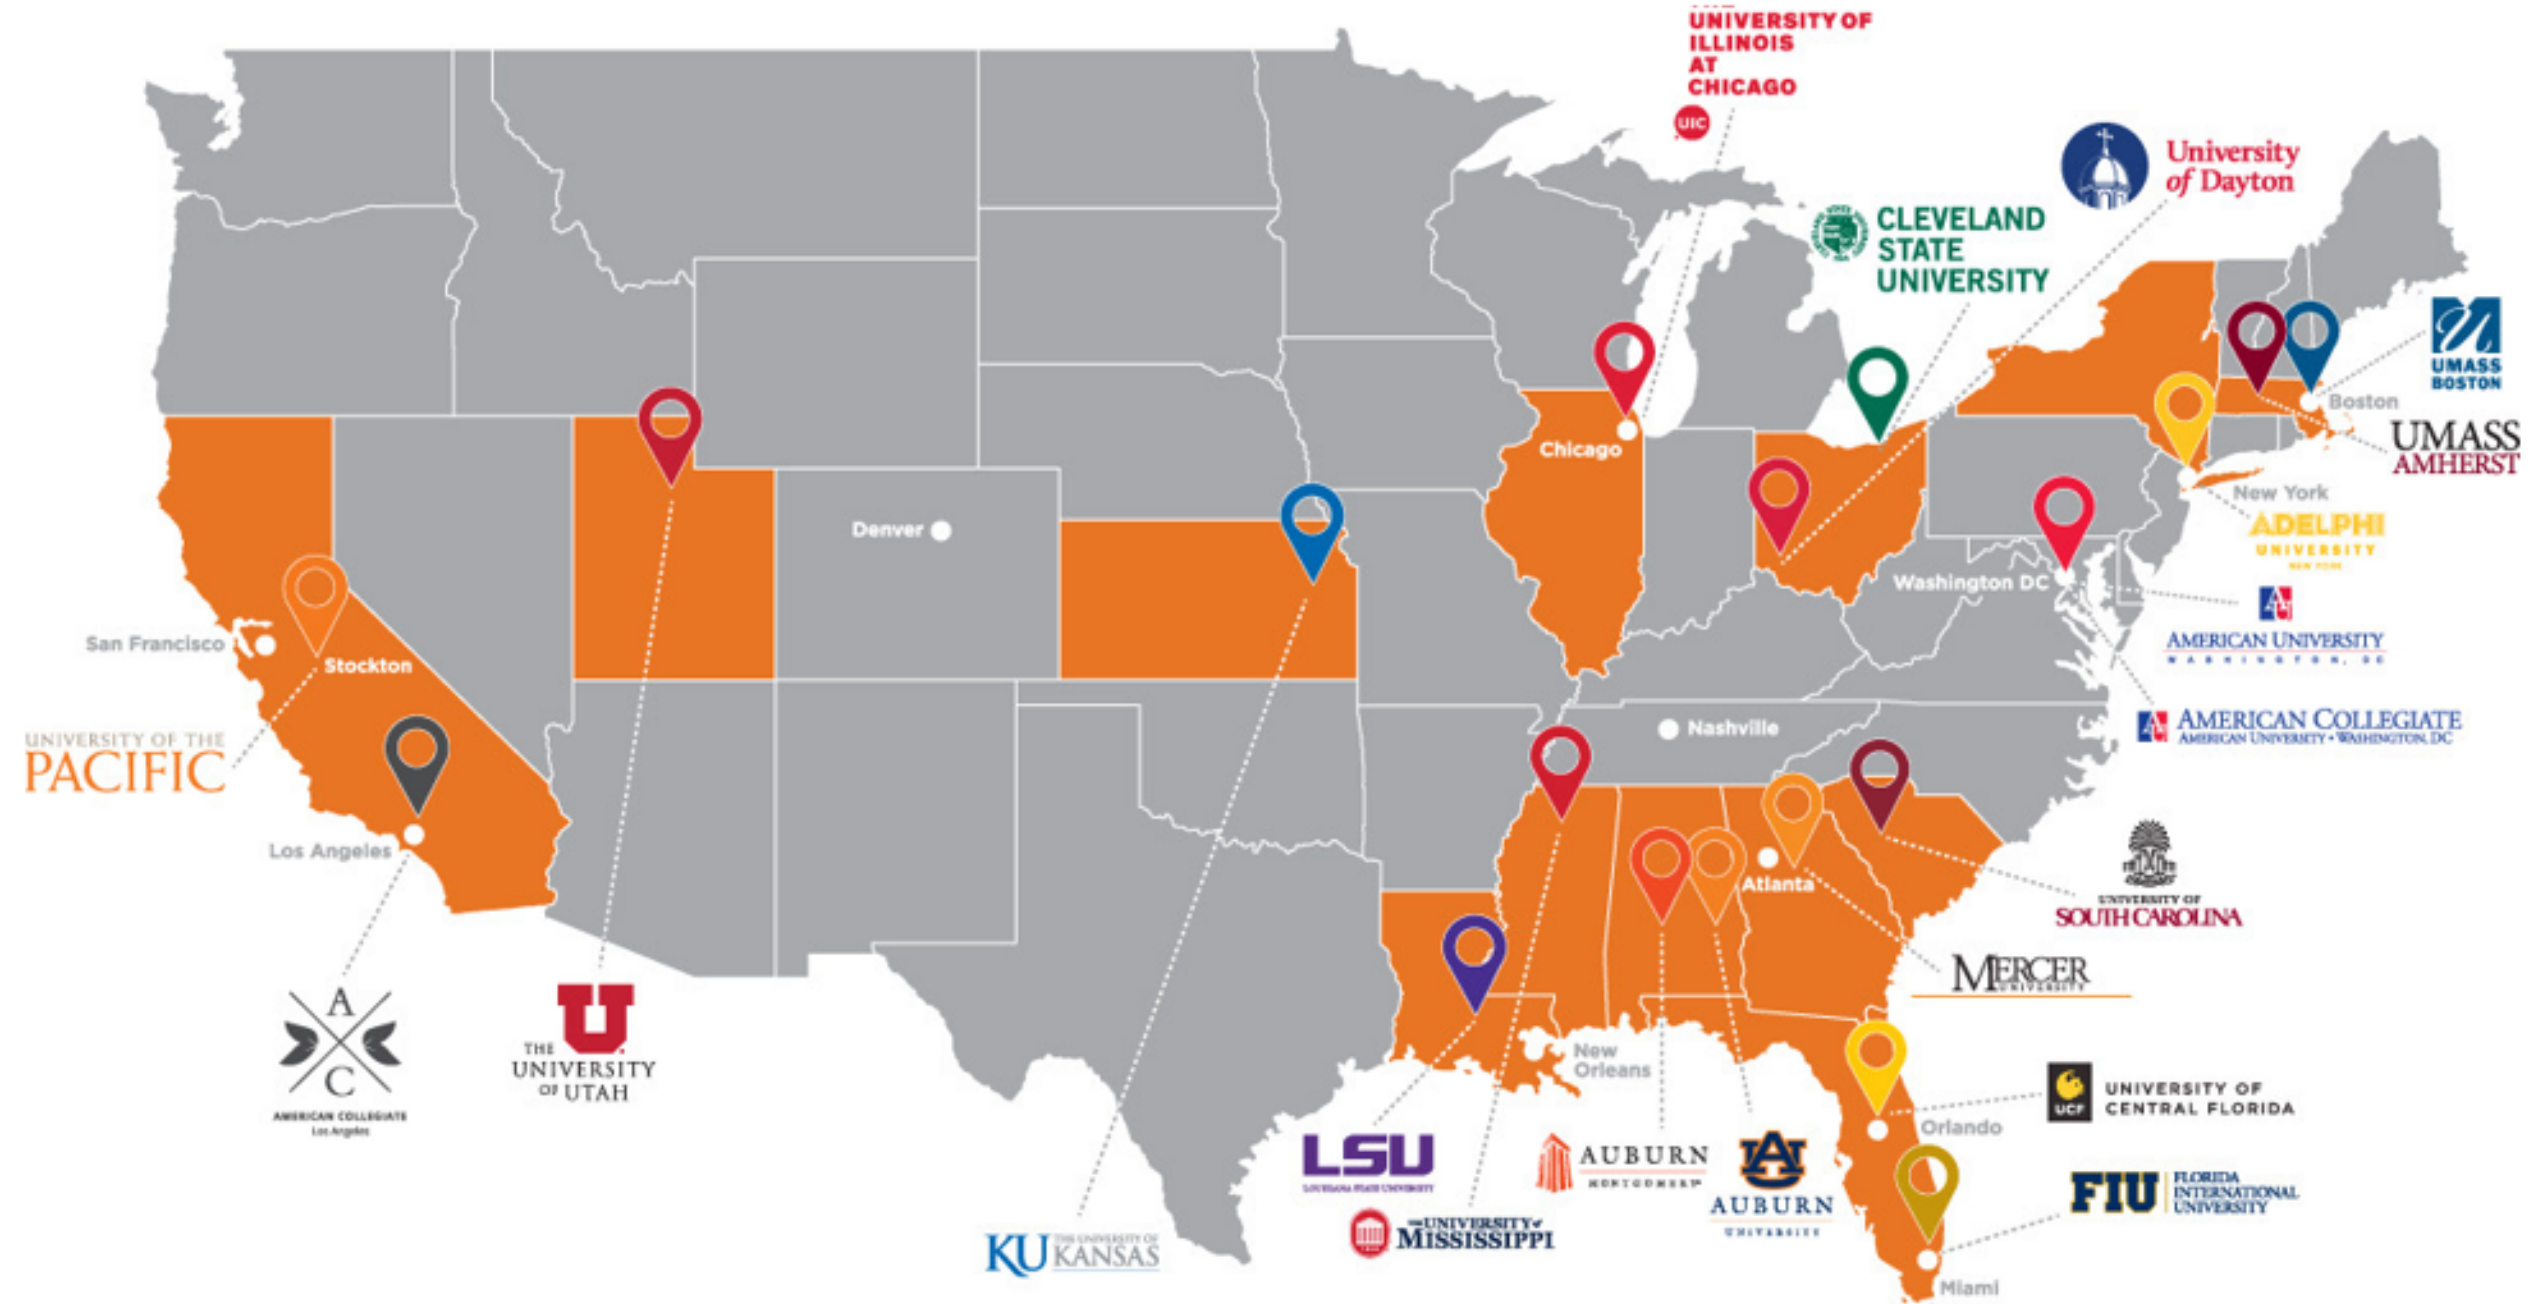 UNIVERSITY OF
ILLINOIS
AT
CHICAGO
UIC
University
of Dayton
CLEVELAND
STATE
UNIVERSITY
UMASS
BOSTON
Boston
UMASS
AMHERST
Chicago
New York
ADELPHI
UNIVERSITY
NEW YORK
Denver
Washington DC
AMERICAN UNIVERSITY
WASHINGTON, DC
San Francisco
Stockton
AMERICAN COLLEGIATE
AMERICAN UNIVERSITY • WASHINGTON, DC
Nashville
UNIVERSITY OF THE
PACIFIC
Los Angeles
Atlanta
UNIVERSITY OF
SOUTH CAROLINA
MERCER
UNIVERSITY
A
C
AMERICAN COLLEGIATE
Los Angeles
U
THE
UNIVERSITY
OF UTAH
New
Orleans
UCF
UNIVERSITY OF
CENTRAL FLORIDA
Orlando
LSU
LOUISIANA STATE UNIVERSITY
AUBURN
MONTGOMERY
AU
AUBURN
UNIVERSITY
FIU
FLORIDA
INTERNATIONAL
UNIVERSITY
THE UNIVERSITY of
MISSISSIPPI
KU
THE UNIVERSITY OF
KANSAS
Miami